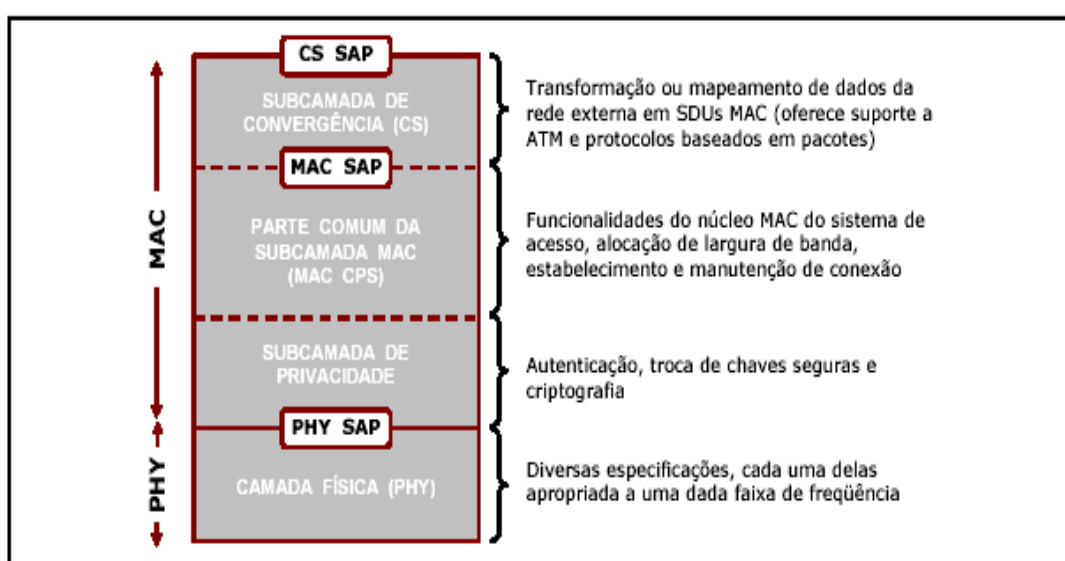 CS SAP
SUBCAMADA DE
CONVERGÊNCIA (CS)
Transformação ou mapeamento de dados da
rede externa em SDUs MAC (oferece suporte a
ATM e protocolos baseados em pacotes)
MAC SAP
MAC
PARTE COMUM DA
SUBCAMADA MAC
(MAC CPS)
Funcionalidades do núcleo MAC do sistema de
acesso, alocação de largura de banda,
estabelecimento e manutenção de conexão
SUBCAMADA DE
PRIVACIDADE
Autenticação, troca de chaves seguras e
criptografia
PHY SAP
PHY
CAMADA FÍSICA (PHY)
Diversas especificações, cada uma delas
apropriada a uma dada faixa de freqüência